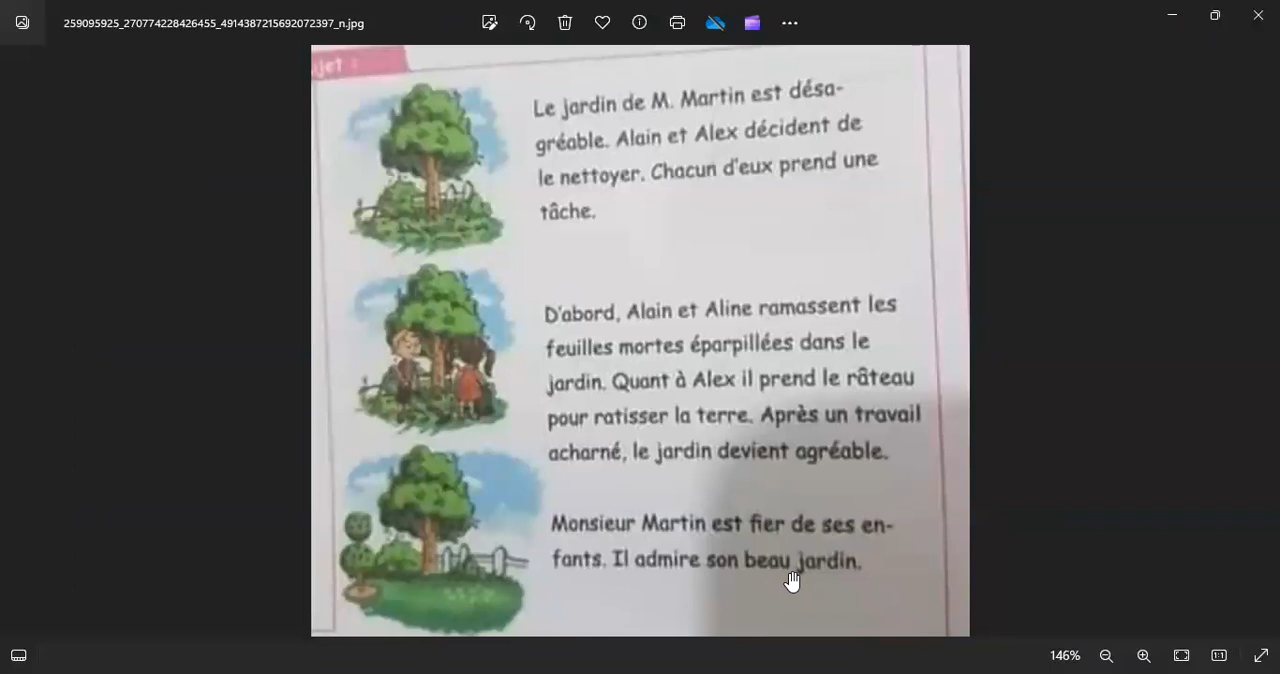 259095925_270774228426455_4914387215692072397_n.jpg
jet :
Le jardin de M. Martin est désa-
gréable. Alain et Alex décident de
le nettoyer. Chacun d'eux prend une
tâche.
D'abord, Alain et Aline ramassent les
feuilles mortes éparpillées dans le
jardin. Quant à Alex il prend le râteau
pour ratisser la terre. Après un travail
acharné, le jardin devient agréable.
Monsieur Martin est fier de ses en-
fants. Il admire son beau jardin.
146%
1:1